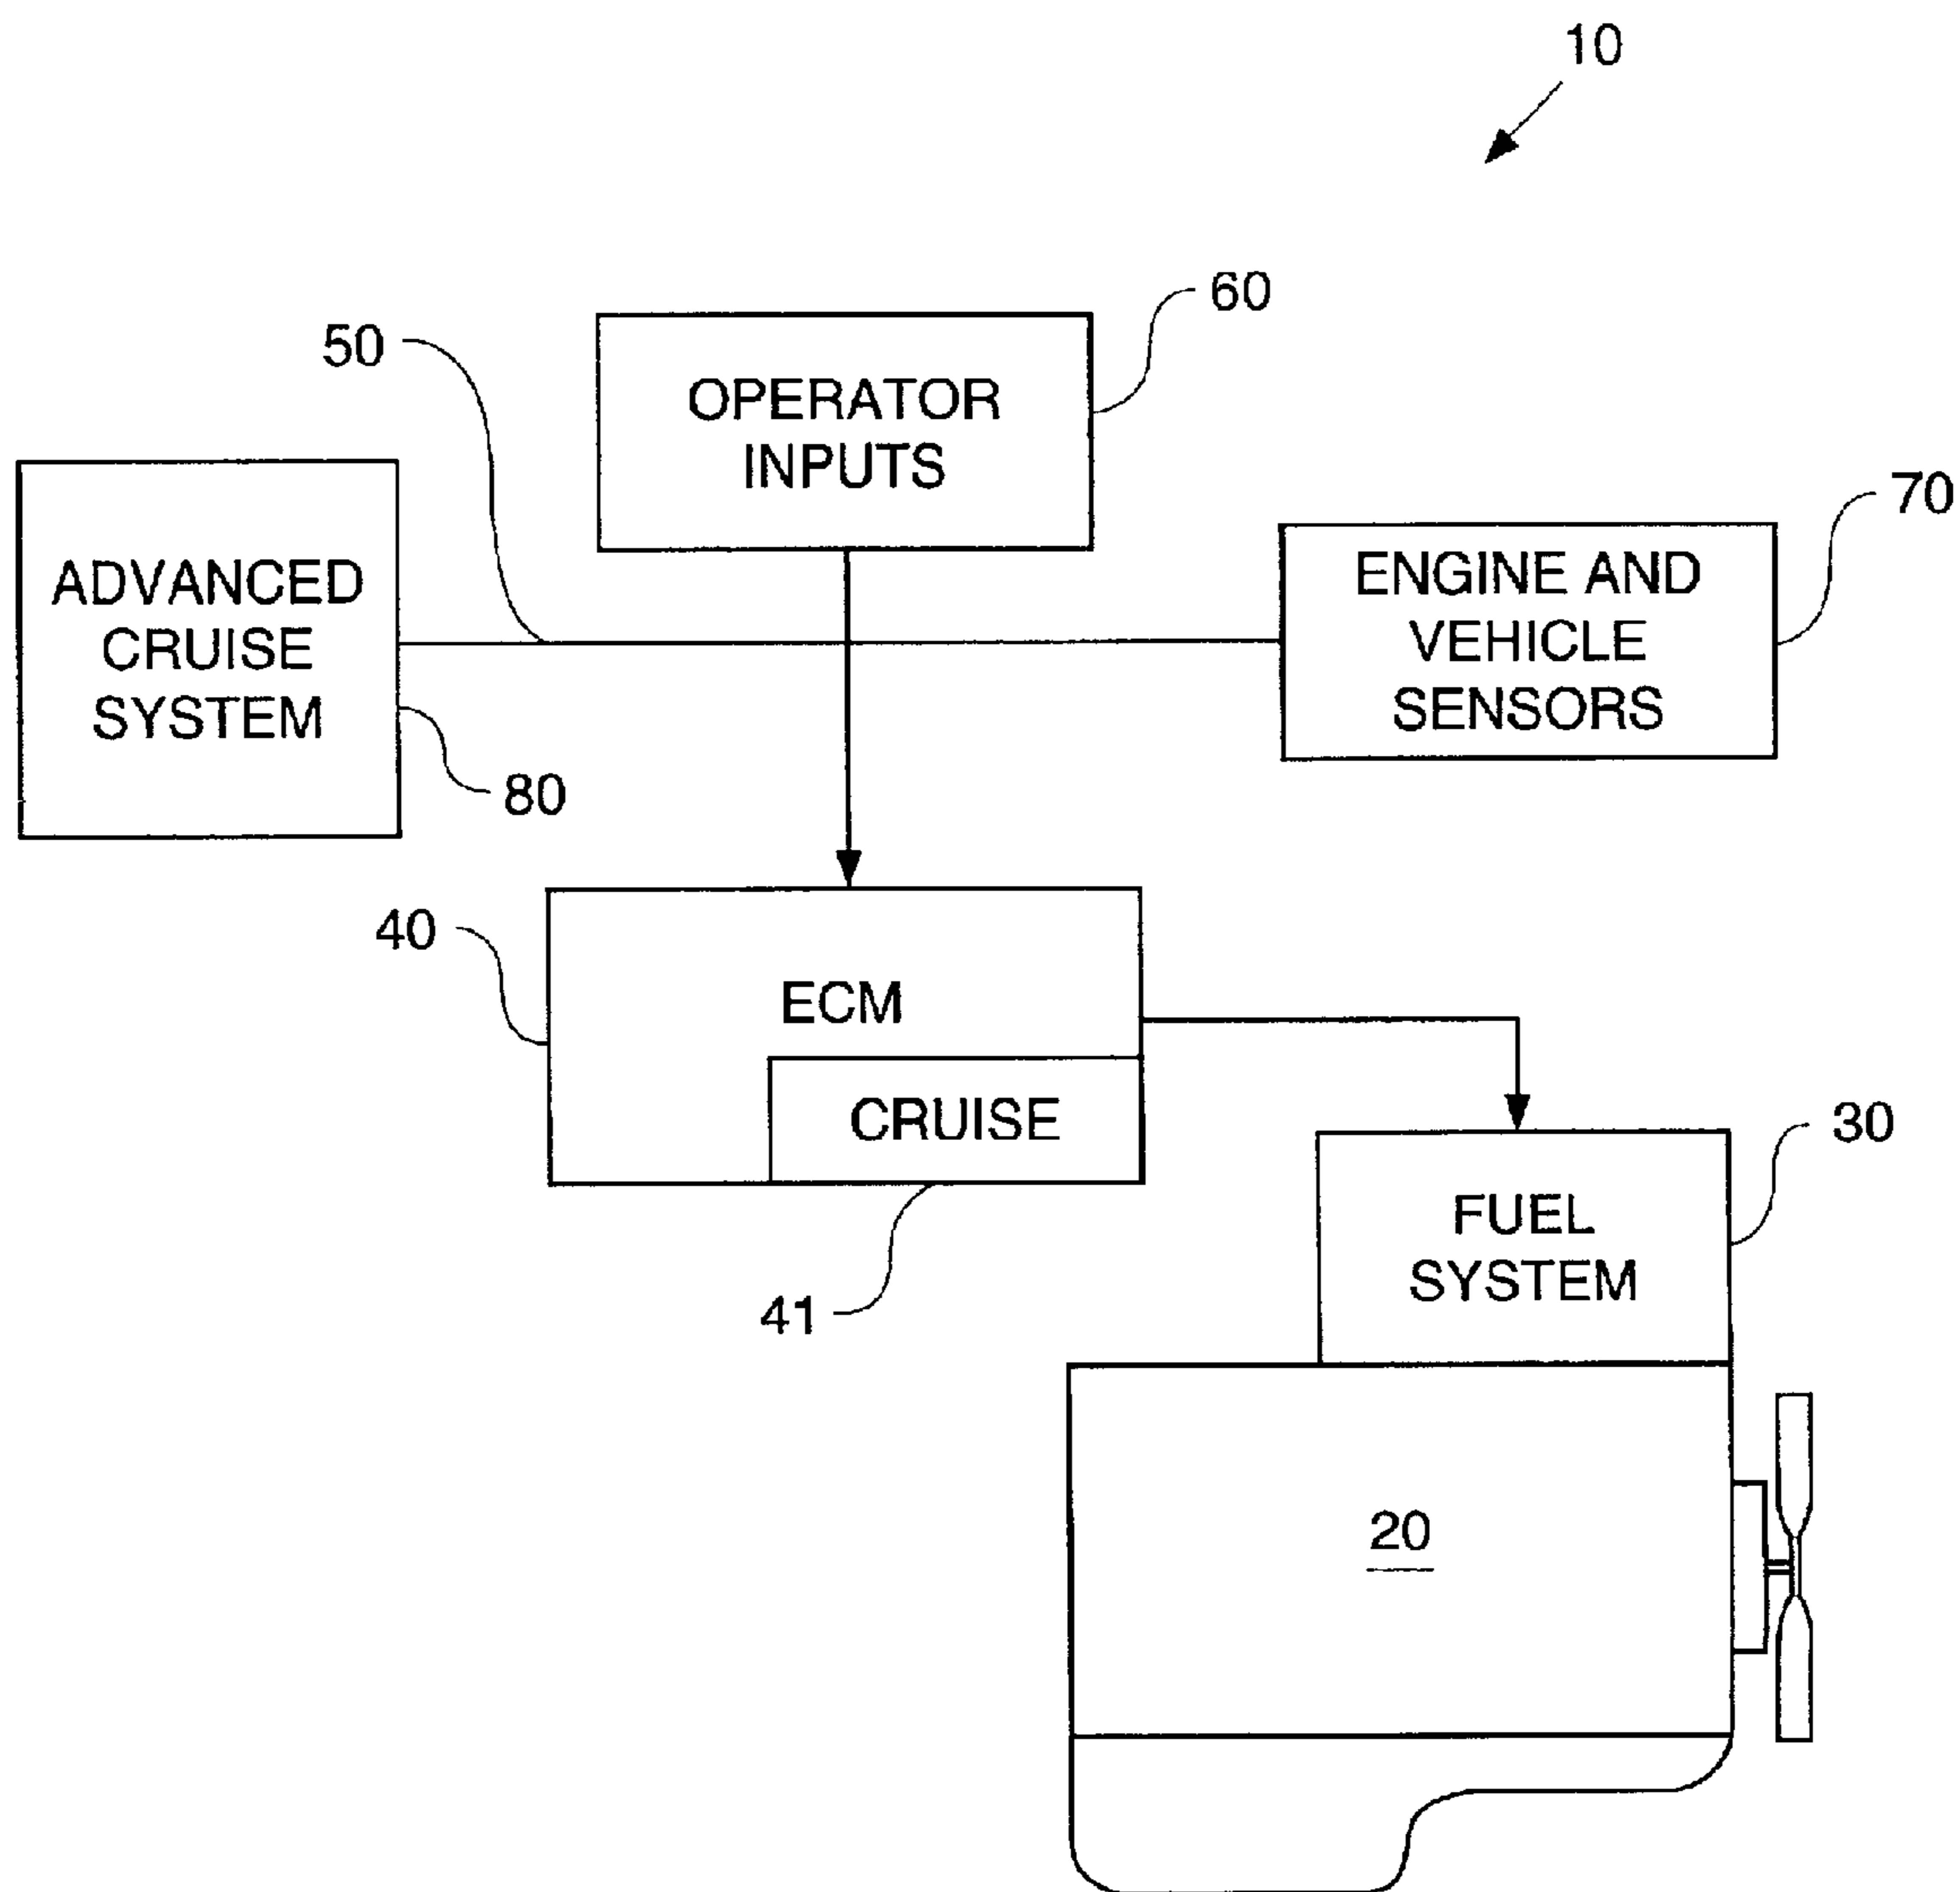 10
60
50
OPERATOR
INPUTS
70
ADVANCED
CRUISE
SYSTEM
ENGINE AND
VEHICLE
SENSORS
80
40
ECM
CRUISE
30
FUEL
SYSTEM
41
20